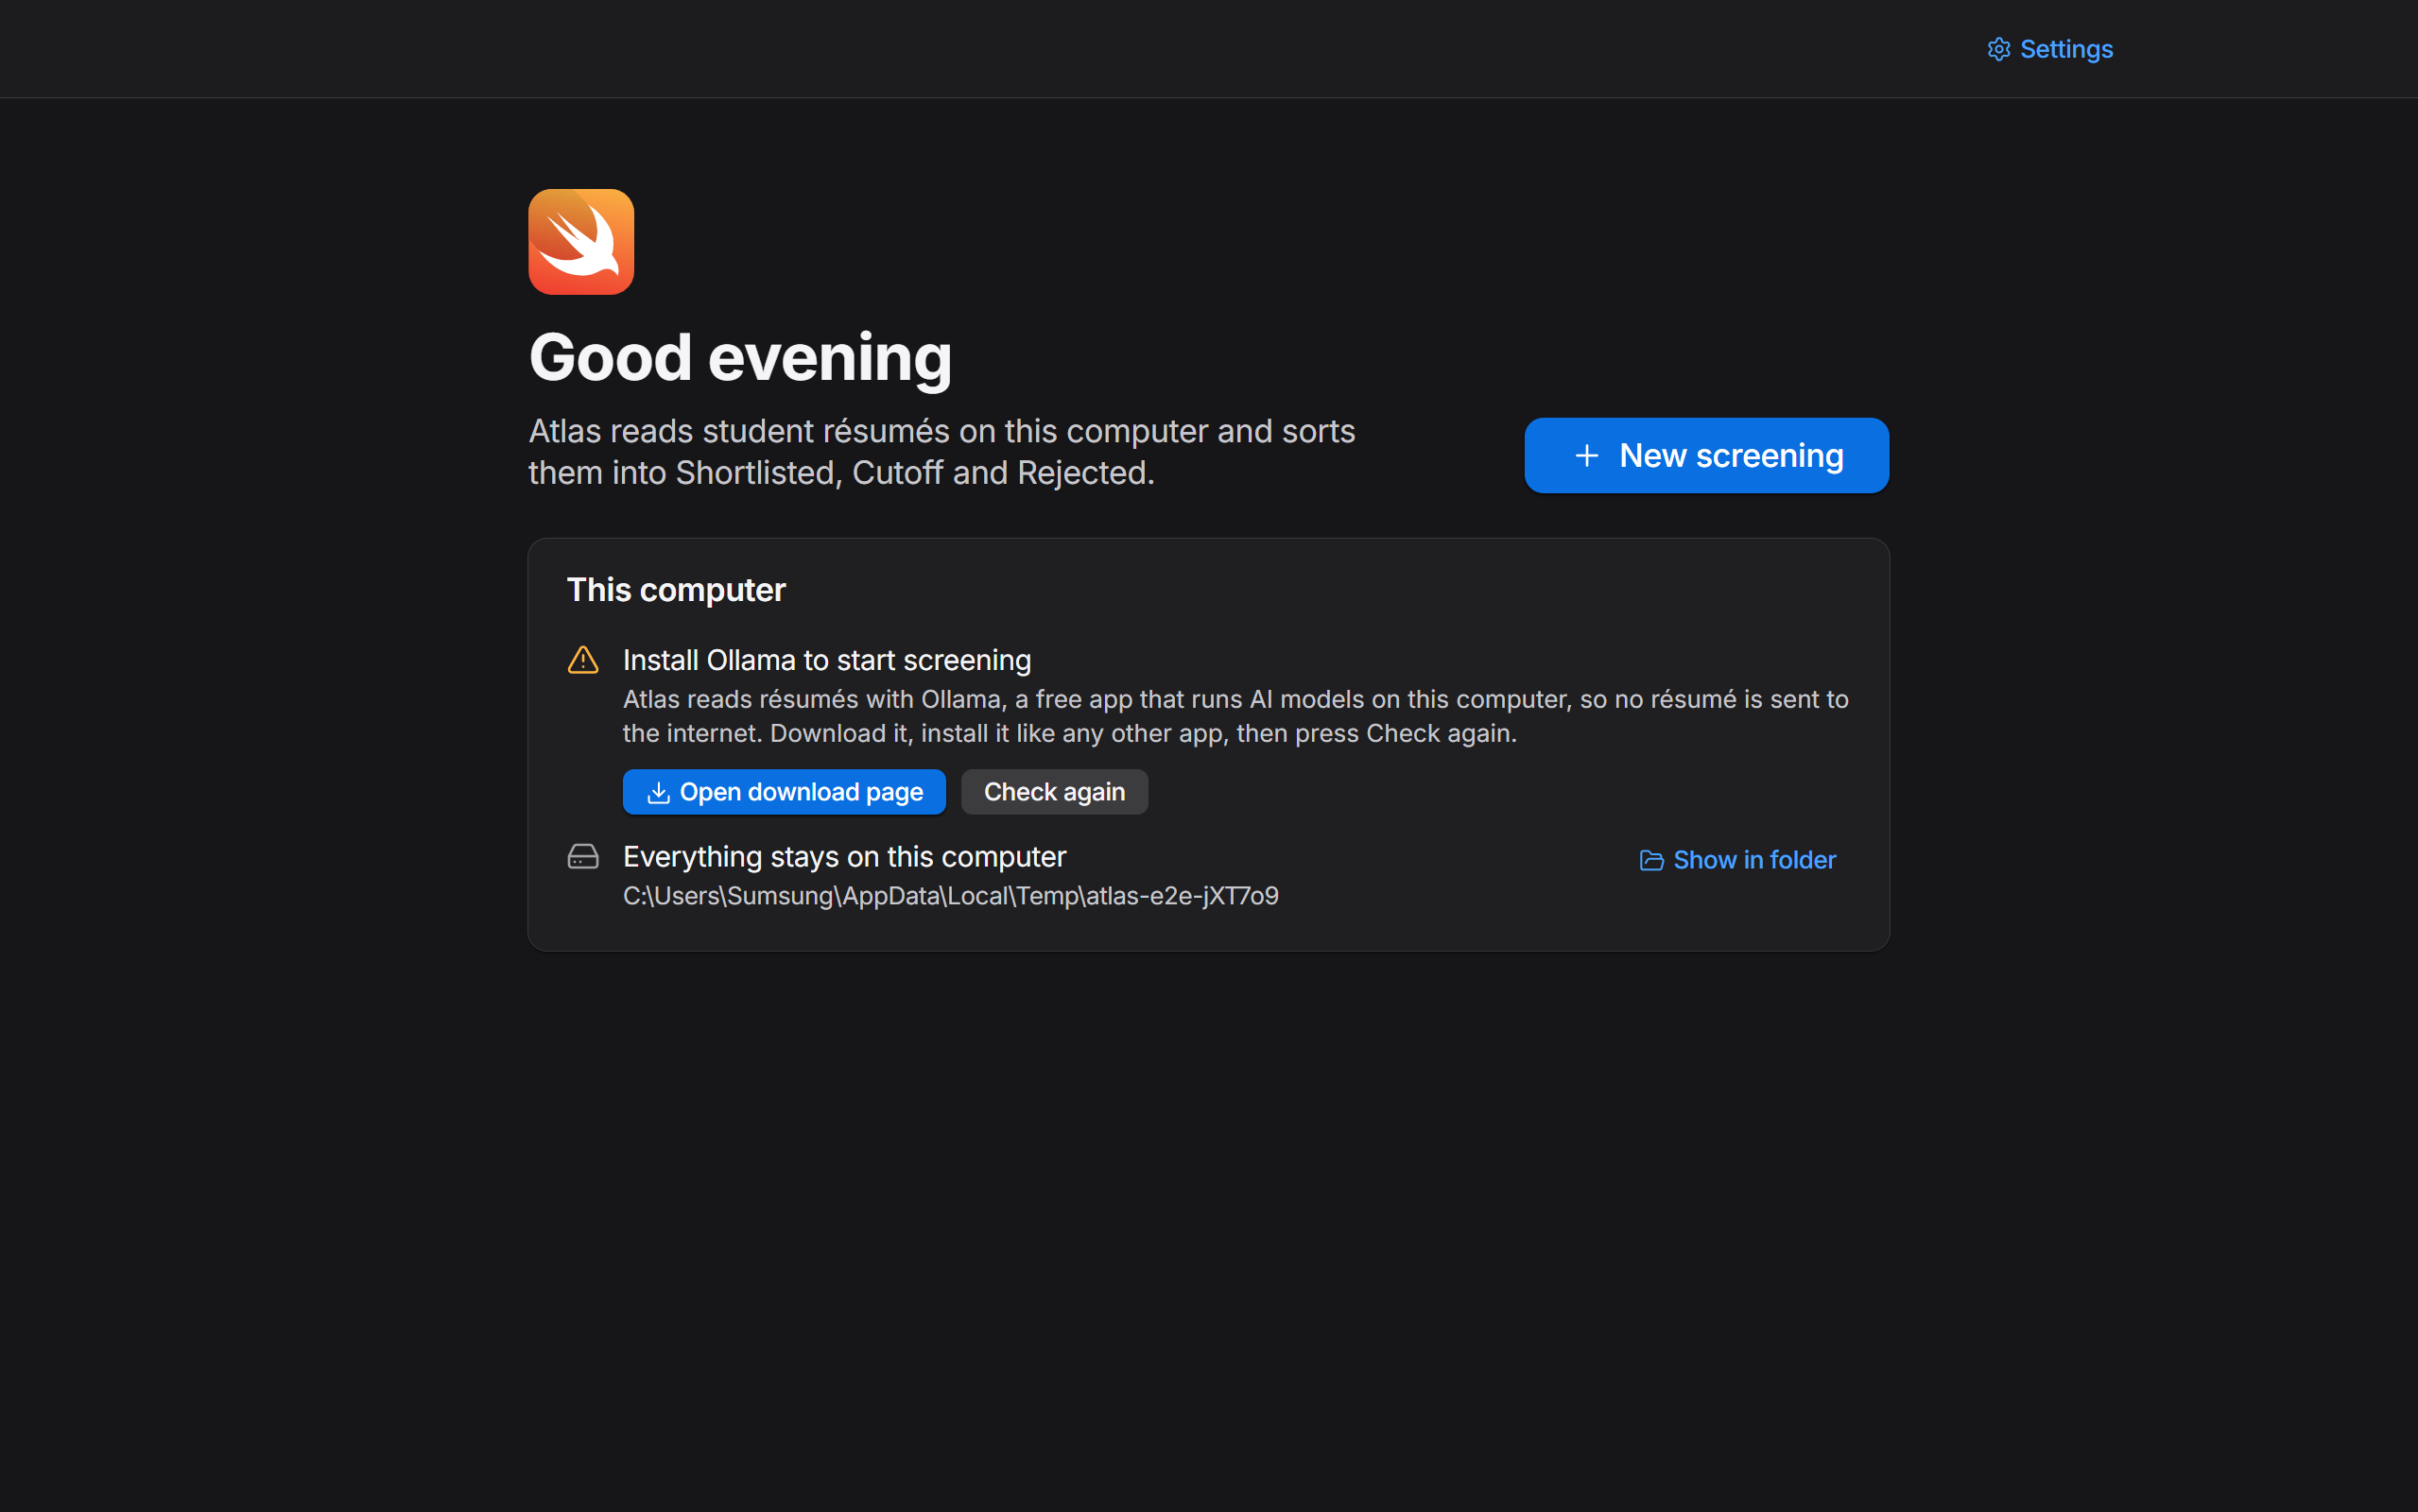 Settings
Good evening
Atlas reads student résumés on this computer and sorts
them into Shortlisted, Cutoff and Rejected.
New screening
This computer
Install Ollama to start screening
Atlas reads résumés with Ollama, a free app that runs AI models on this computer, so no résumé is sent to
the internet. Download it, install it like any other app, then press Check again.
Open download page
Check again
Everything stays on this computer
Show in folder
C:\Users\Sumsung\AppData\Local\Temp\atlas-e2e-jXT7o9